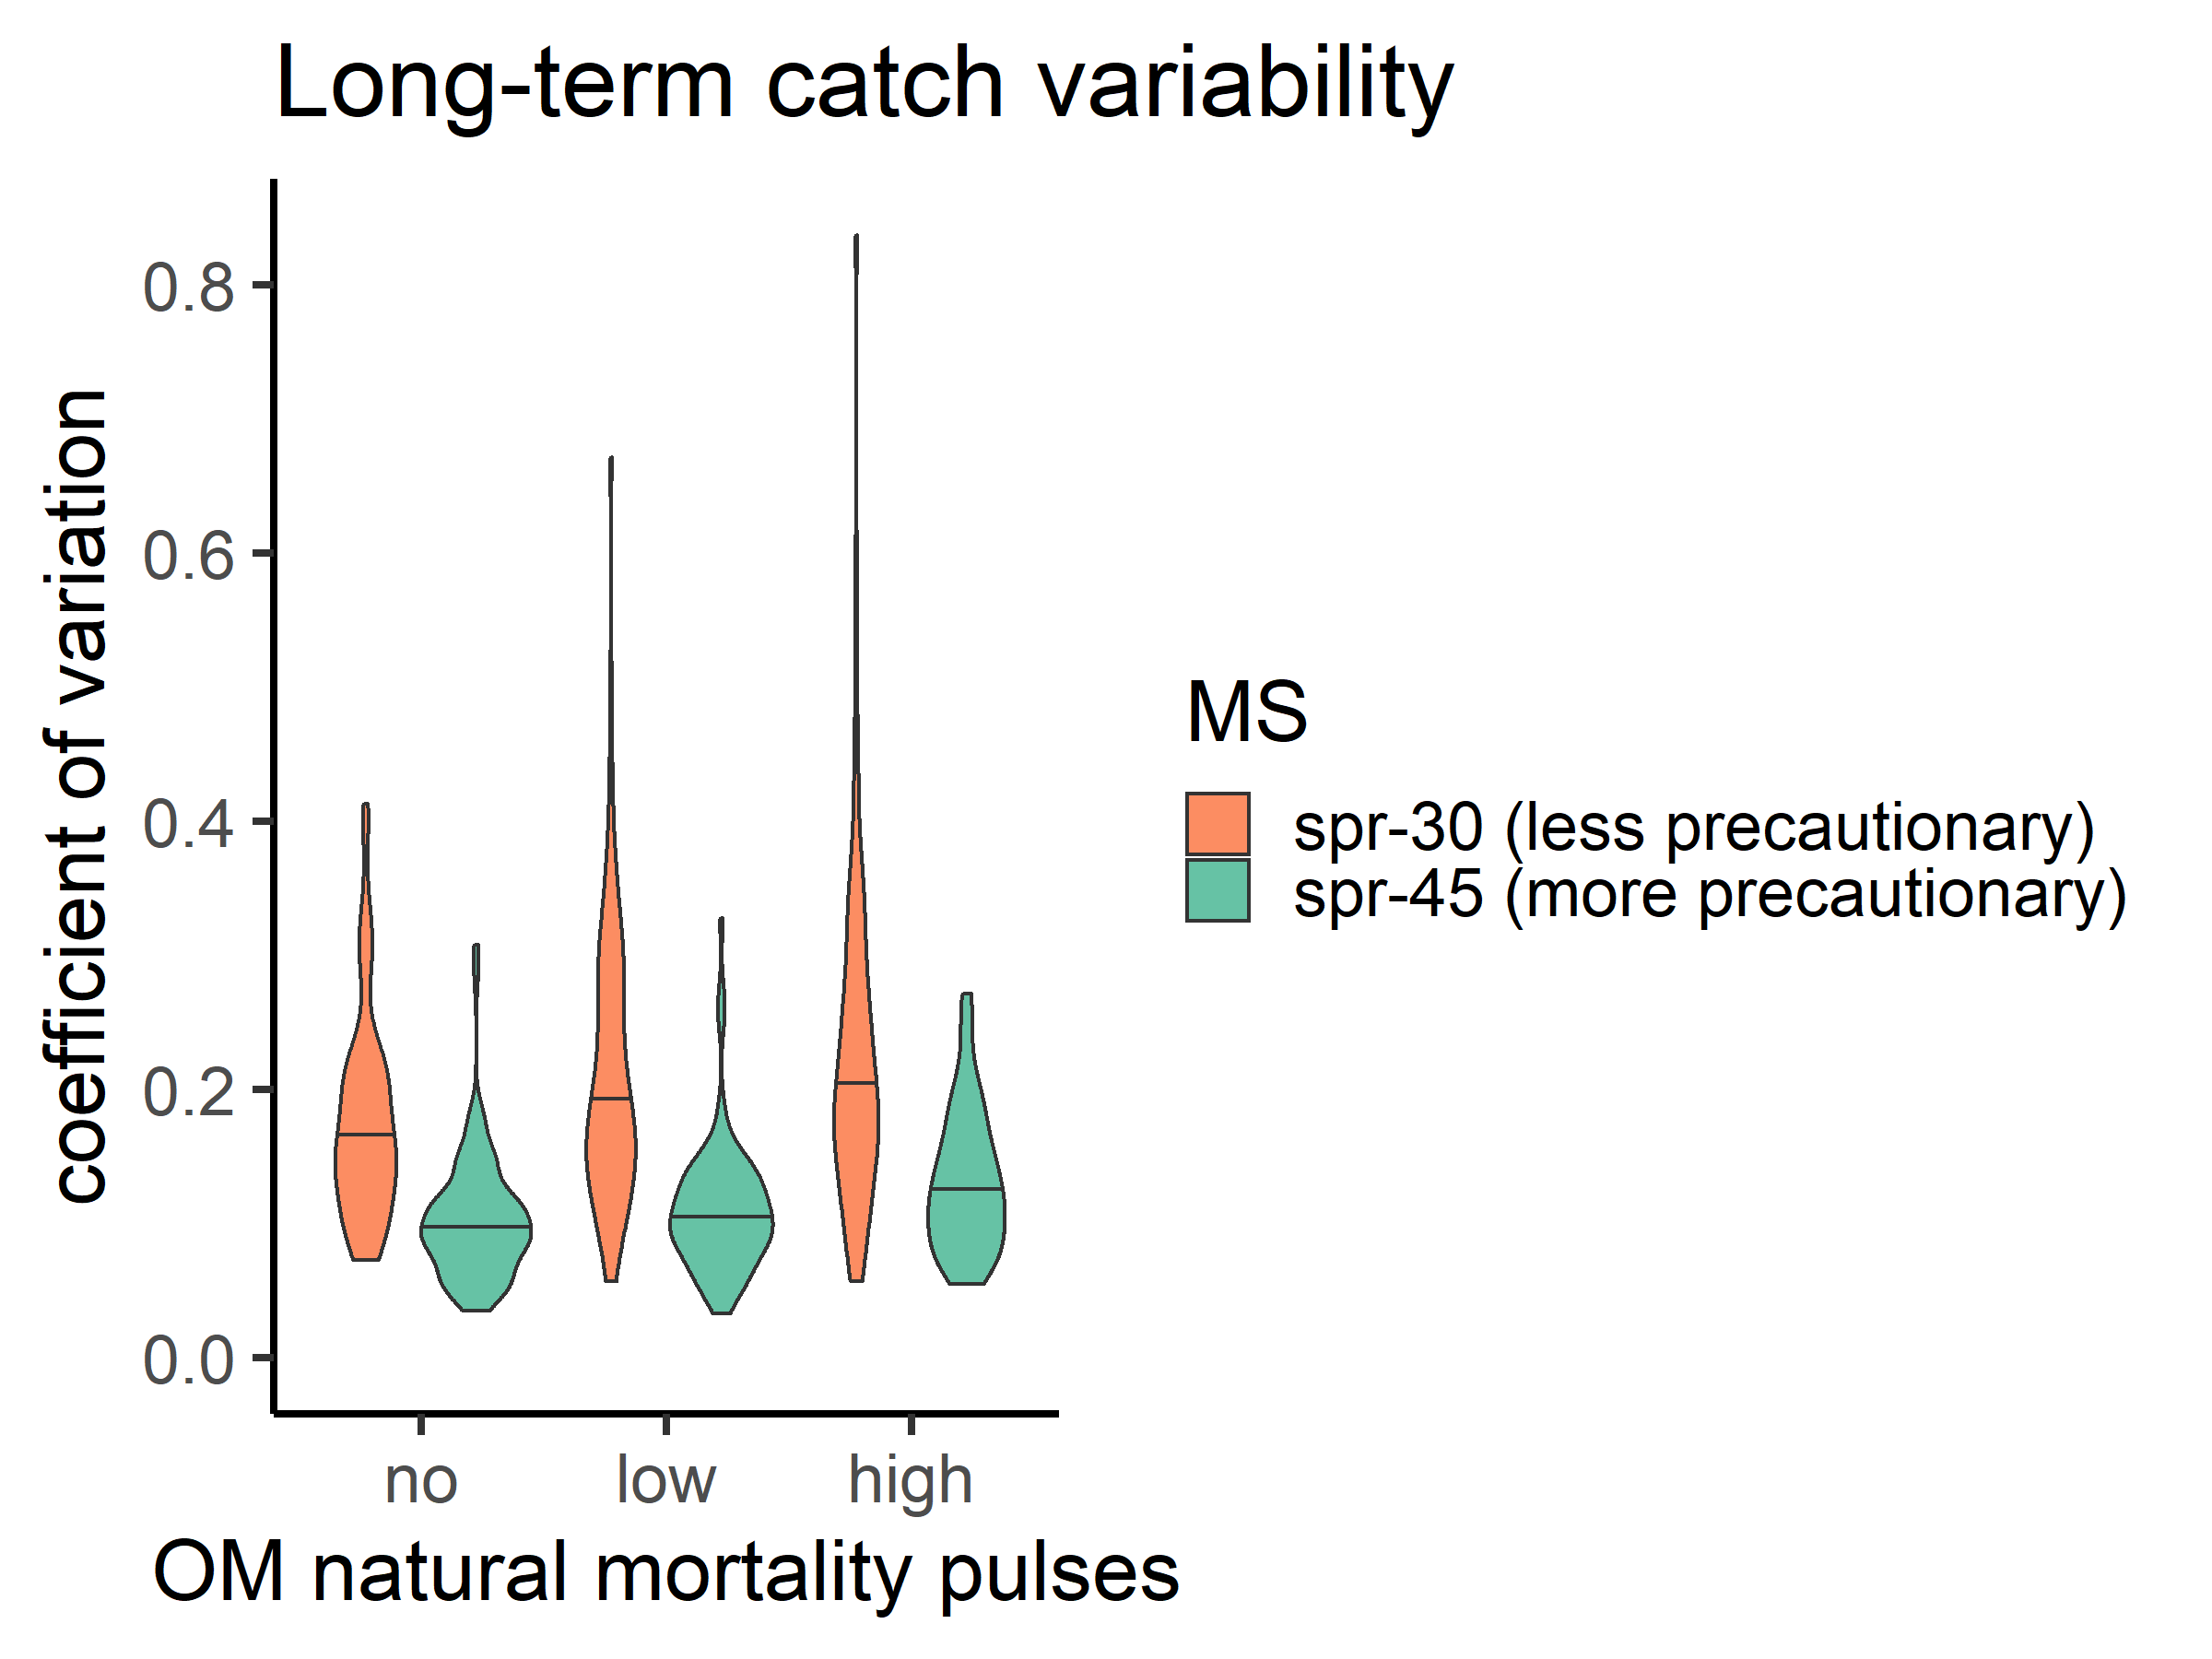 Long-term catch variability
coefficient of variation
0.8
0.6
0.4
0.2
0.0
no
low
high
OM natural mortality pulses
MS
spr-30 (less precautionary)
spr-45 (more precautionary)